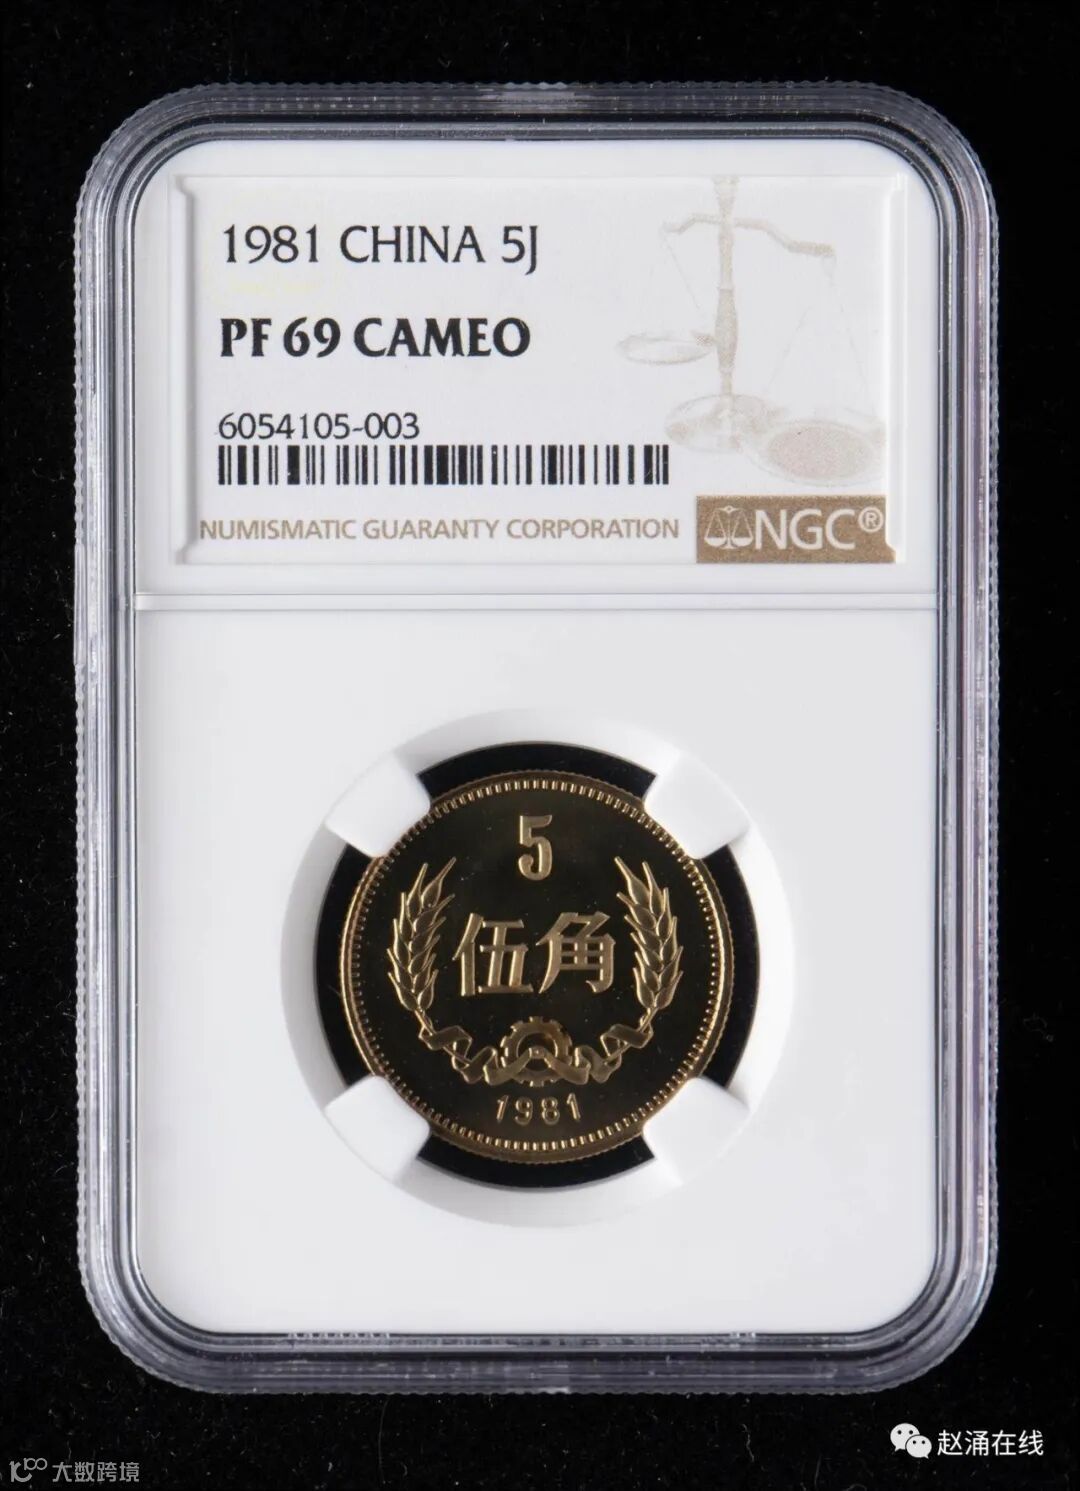 1981 CHINA 5J
PF 69 CAMEO
6054105-003
NUMISMATIC GUARANTY CORPORATION
NGC®
5
伍角
1981
赵涌在线
大数跨境